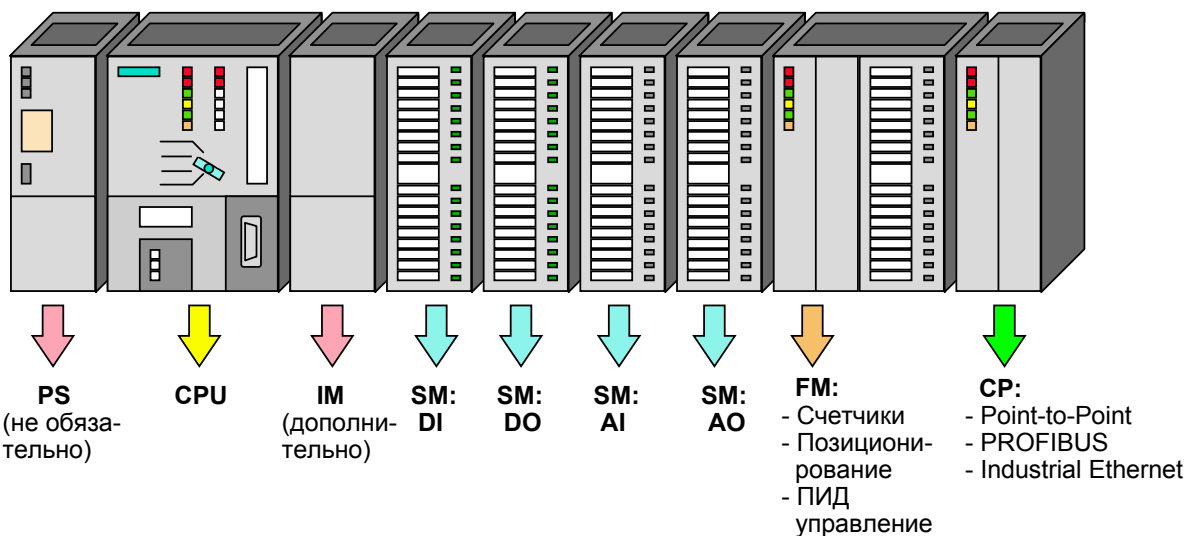 PS
(не обяза-
тельно)
CPU
IM
(дополни-
тельно)
SM:
DI
SM:
DO
SM:
AI
SM:
AO
FM:
- Счетчики
- Позициони-
рование
- ПИД
управление
CP:
- Point-to-Point
- PROFIBUS
- Industrial Ethernet